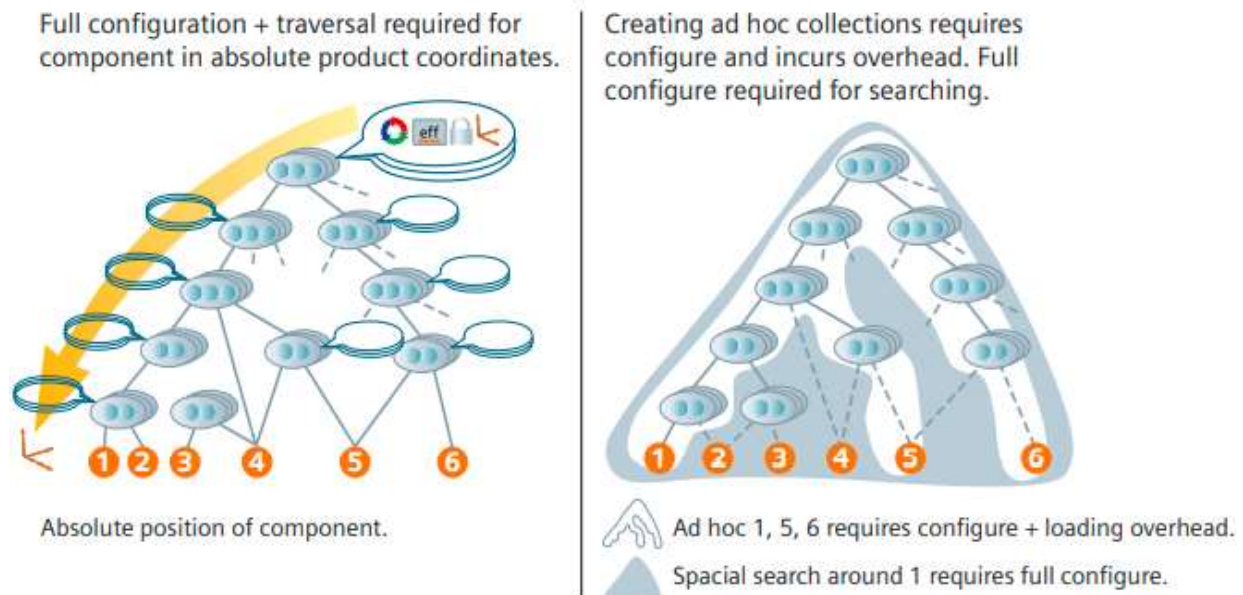 Full configuration + traversal required for
component in absolute product coordinates.
eff
1 2 3 4 5 6
Absolute position of component.
Creating ad hoc collections requires
configure and incurs overhead. Full
configure required for searching.
1 2 3 4 5 6
Ad hoc 1, 5, 6 requires configure + loading overhead.
Spacial search around 1 requires full configure.